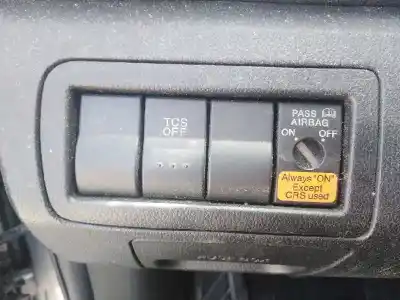 TCS
OFF
PASS
AIRBAG
ON OFF
Always "ON"
Except
CRS used